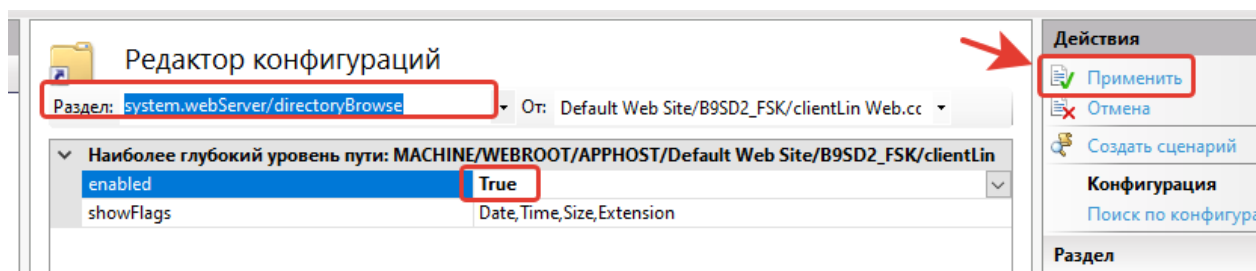 Редактор конфигураций
Раздел: system.webServer/directoryBrowse От: Default Web Site/B9SD2_FSK/clientLin Web.cc
Наиболее глубокий уровень пути: MACHINE/WEBROOT/APPHOST/Default Web Site/B9SD2_FSK/clientLin
enabled True
showFlags Date,Time,Size,Extension
Действия
Применить
Отмена
Создать сценарий
Конфигурация
Поиск по конфигура
Раздел